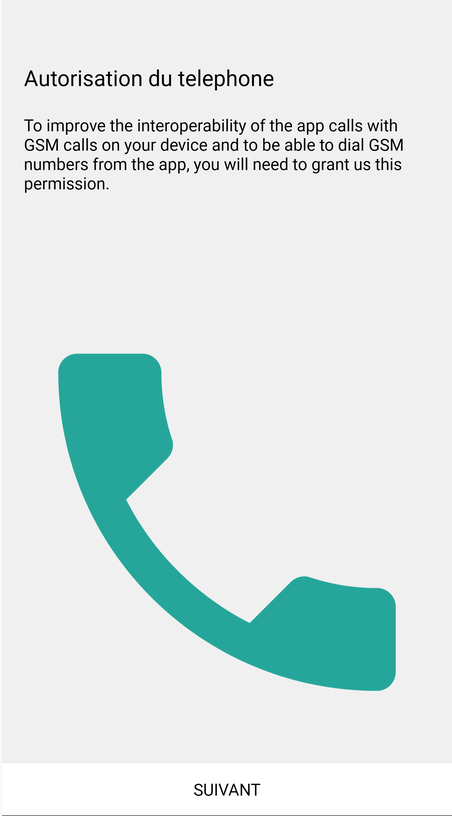 Autorisation du telephone
To improve the interoperability of the app calls with
GSM calls on your device and to be able to dial GSM
numbers from the app, you will need to grant us this
permission.
SUIVANT